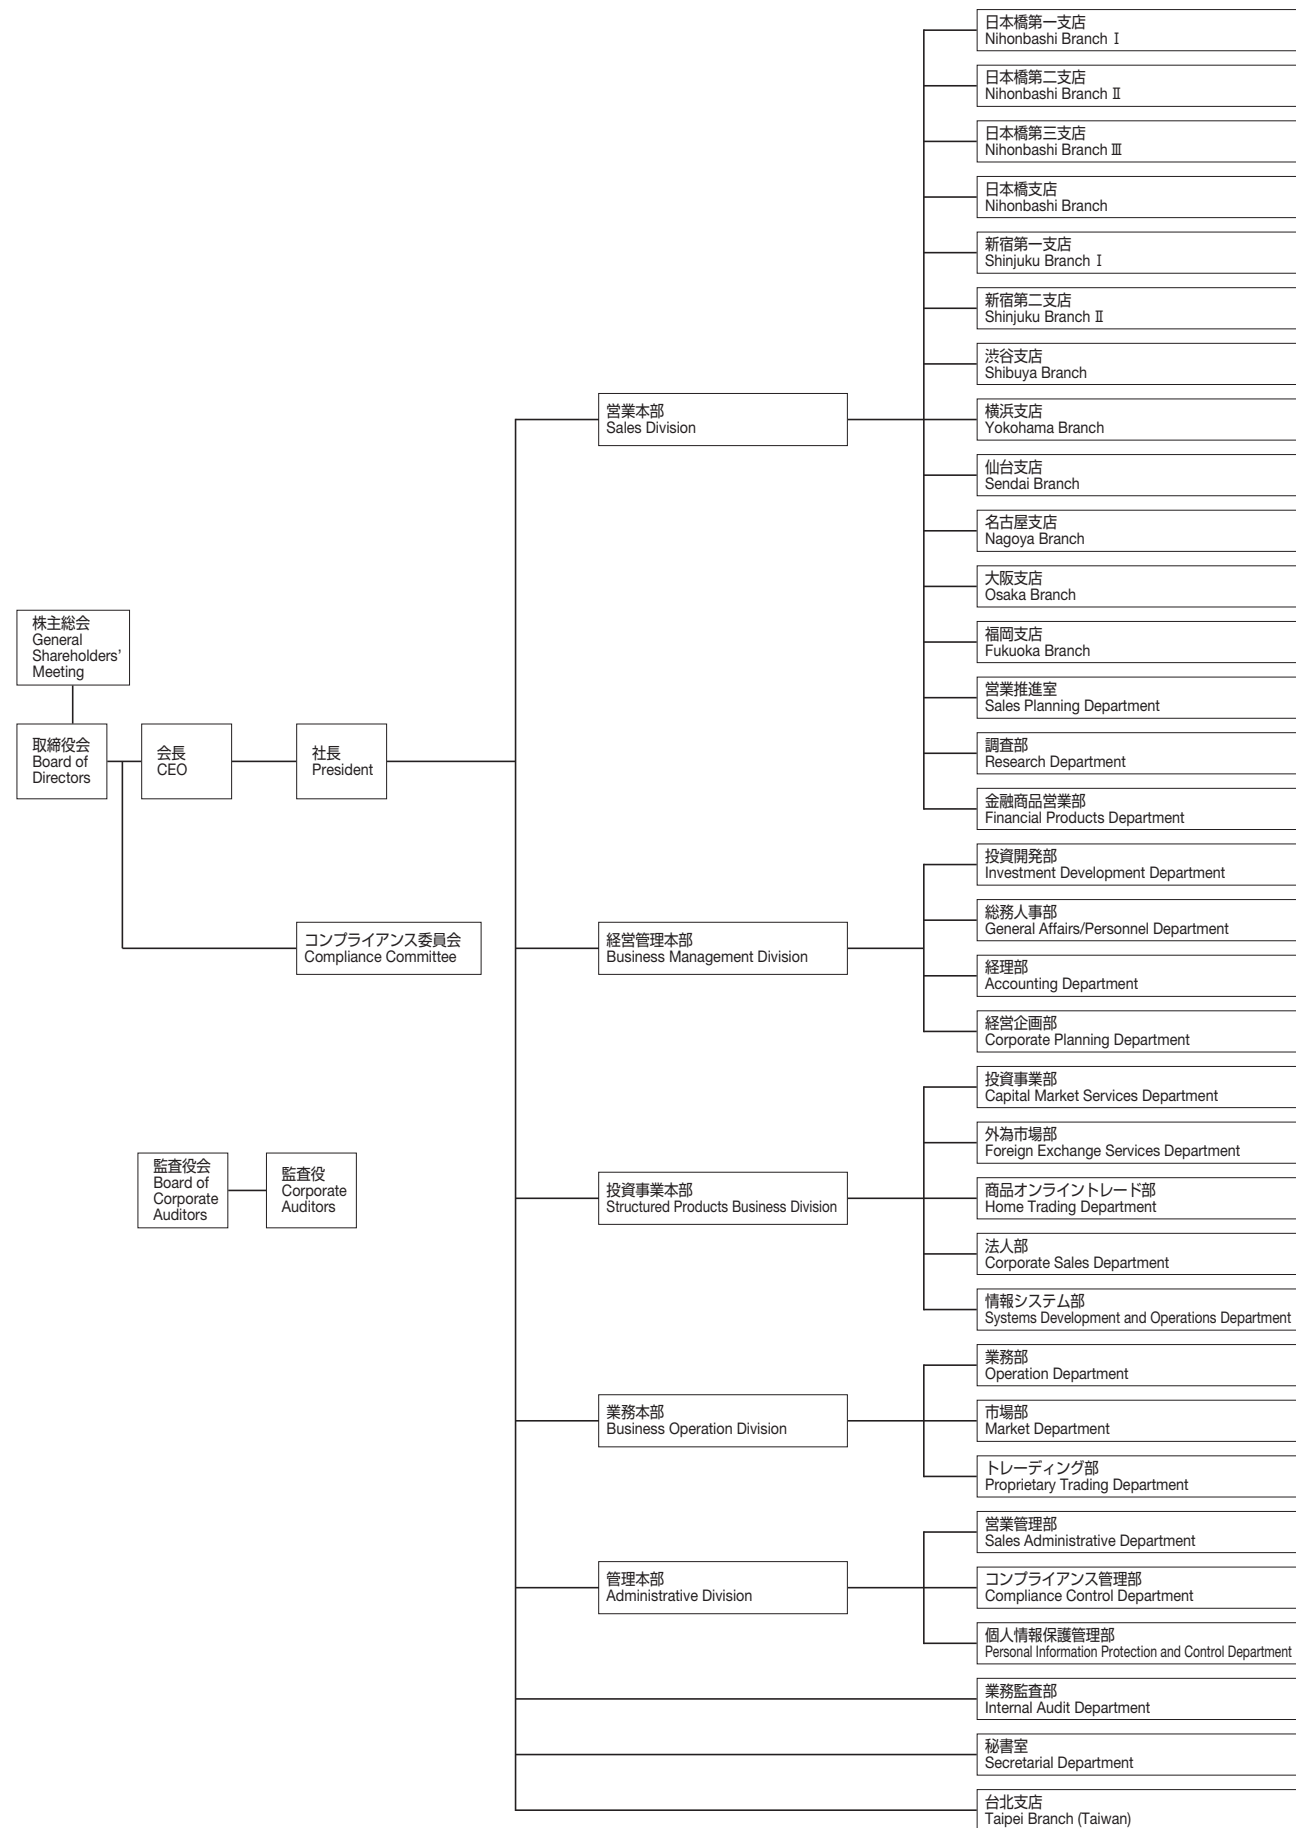 株主総会
General
Shareholders’
Meeting
取締役会
Board of
Directors
会長
CEO
社長
President
コンプライアンス委員会
Compliance Committee
監査役会
Board of
Corporate
Auditors
監査役
Corporate
Auditors
営業本部
Sales Division
日本橋第一支店
Nihonbashi Branch Ⅰ
日本橋第二支店
Nihonbashi Branch Ⅱ
日本橋第三支店
Nihonbashi Branch Ⅲ
日本橋支店
Nihonbashi Branch
新宿第一支店
Shinjuku Branch Ⅰ
新宿第二支店
Shinjuku Branch Ⅱ
渋谷支店
Shibuya Branch
横浜支店
Yokohama Branch
仙台支店
Sendai Branch
名古屋支店
Nagoya Branch
大阪支店
Osaka Branch
福岡支店
Fukuoka Branch
営業推進室
Sales Planning Department
調査部
Research Department
金融商品営業部
Financial Products Department
経営管理本部
Business Management Division
投資開発部
Investment Development Department
総務人事部
General Affairs/Personnel Department
経理部
Accounting Department
経営企画部
Corporate Planning Department
投資事業本部
Structured Products Business Division
投資事業部
Capital Market Services Department
外為市場部
Foreign Exchange Services Department
商品オンライントレード部
Home Trading Department
法人部
Corporate Sales Department
情報システム部
Systems Development and Operations Department
業務本部
Business Operation Division
業務部
Operation Department
市場部
Market Department
トレーディング部
Proprietary Trading Department
管理本部
Administrative Division
営業管理部
Sales Administrative Department
コンプライアンス管理部
Compliance Control Department
個人情報保護管理部
Personal Information Protection and Control Department
業務監査部
Internal Audit Department
秘書室
Secretarial Department
台北支店
Taipei Branch (Taiwan)